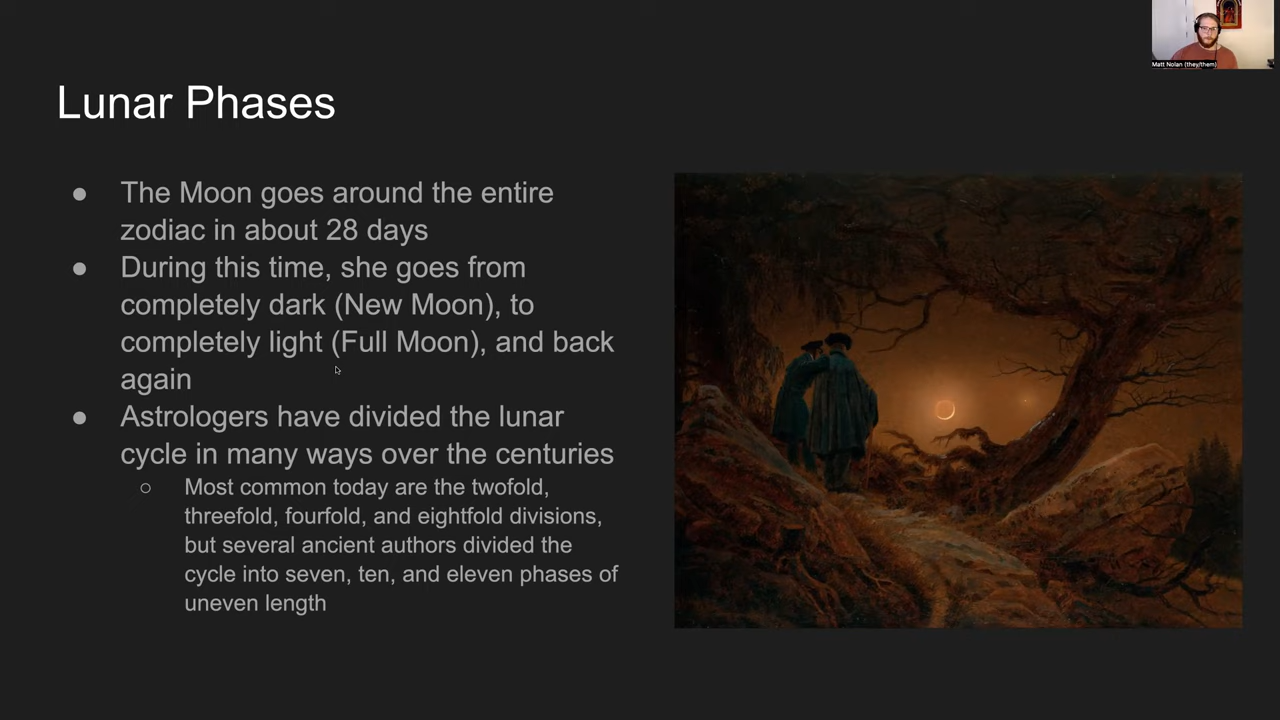 Matt Nolan (they/them)
Lunar Phases
● The Moon goes around the entire
zodiac in about 28 days
● During this time, she goes from
completely dark (New Moon), to
completely light (Full Moon), and back
again
● Astrologers have divided the lunar
cycle in many ways over the centuries
○ Most common today are the twofold,
threefold, fourfold, and eightfold divisions,
but several ancient authors divided the
cycle into seven, ten, and eleven phases of
uneven length